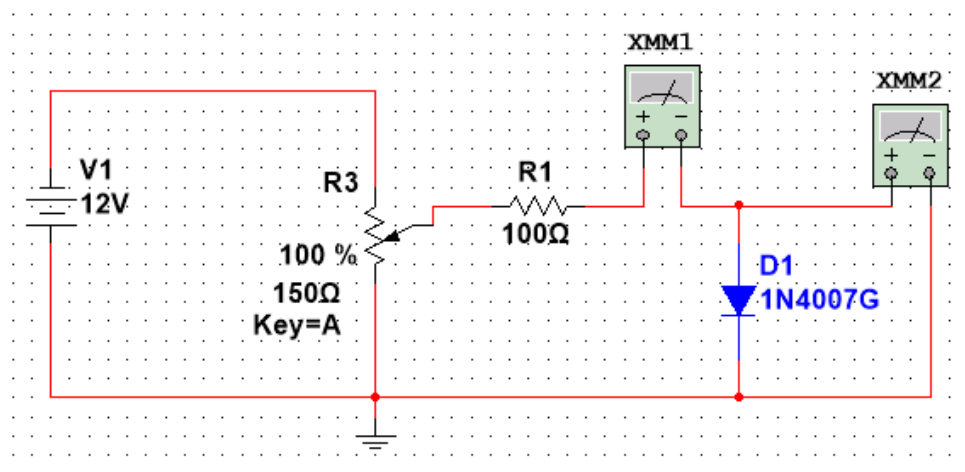 XMM1
+ −
XMM2
+ −
V1
12V
R3
100 %
150Ω
Key=A
R1
100Ω
D1
1N4007G